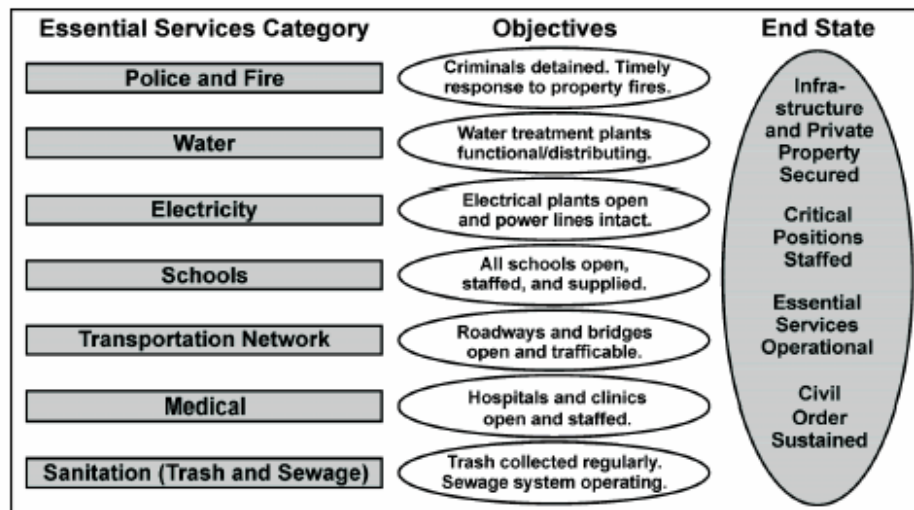 Essential Services Category
Objectives
End State
Police and Fire
Criminals detained. Timely
response to property fires.
Water
Water treatment plants
functional/distributing.
Electricity
Electrical plants open
and power lines intact.
Schools
All schools open,
staffed, and supplied.
Transportation Network
Roadways and bridges
open and trafficable.
Medical
Hospitals and clinics
open and staffed.
Sanitation (Trash and Sewage)
Trash collected regularly.
Sewage system operating.
Infra-
structure
and Private
Property
Secured
Critical
Positions
Staffed
Essential
Services
Operational
Civil
Order
Sustained